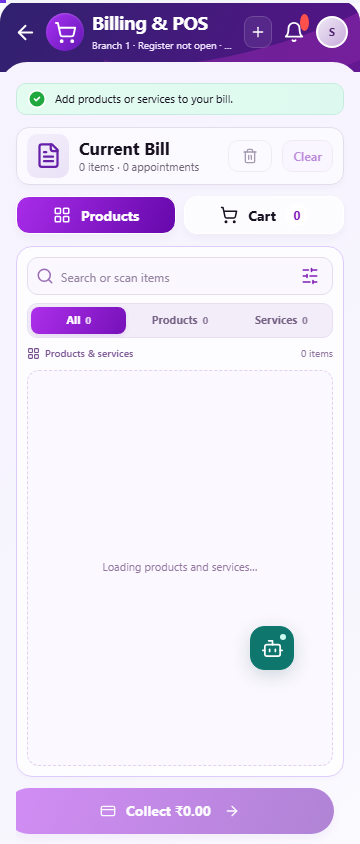 Billing & POS
Branch 1 · Register not open · ...
S
Add products or services to your bill.
Current Bill
0 items · 0 appointments
Clear
Products
Cart 0
Search or scan items
All 0
Products 0
Services 0
Products & services
0 items
Loading products and services...
Collect ₹0.00